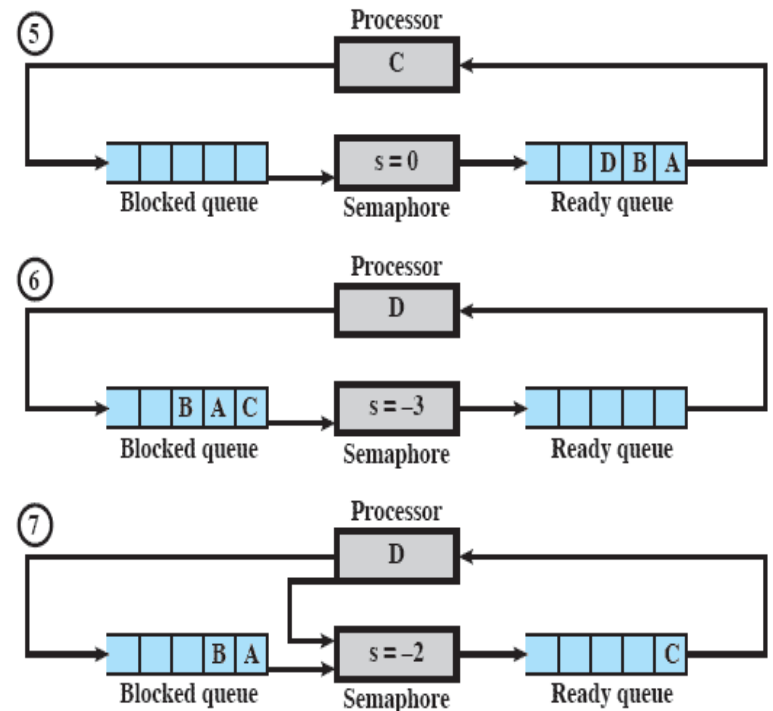 5
Processor
C
s = 0
D B A
Blocked queue
Semaphore
Ready queue
6
Processor
D
B A C
s = –3
Blocked queue
Semaphore
Ready queue
7
Processor
D
B A
s = –2
C
Blocked queue
Semaphore
Ready queue